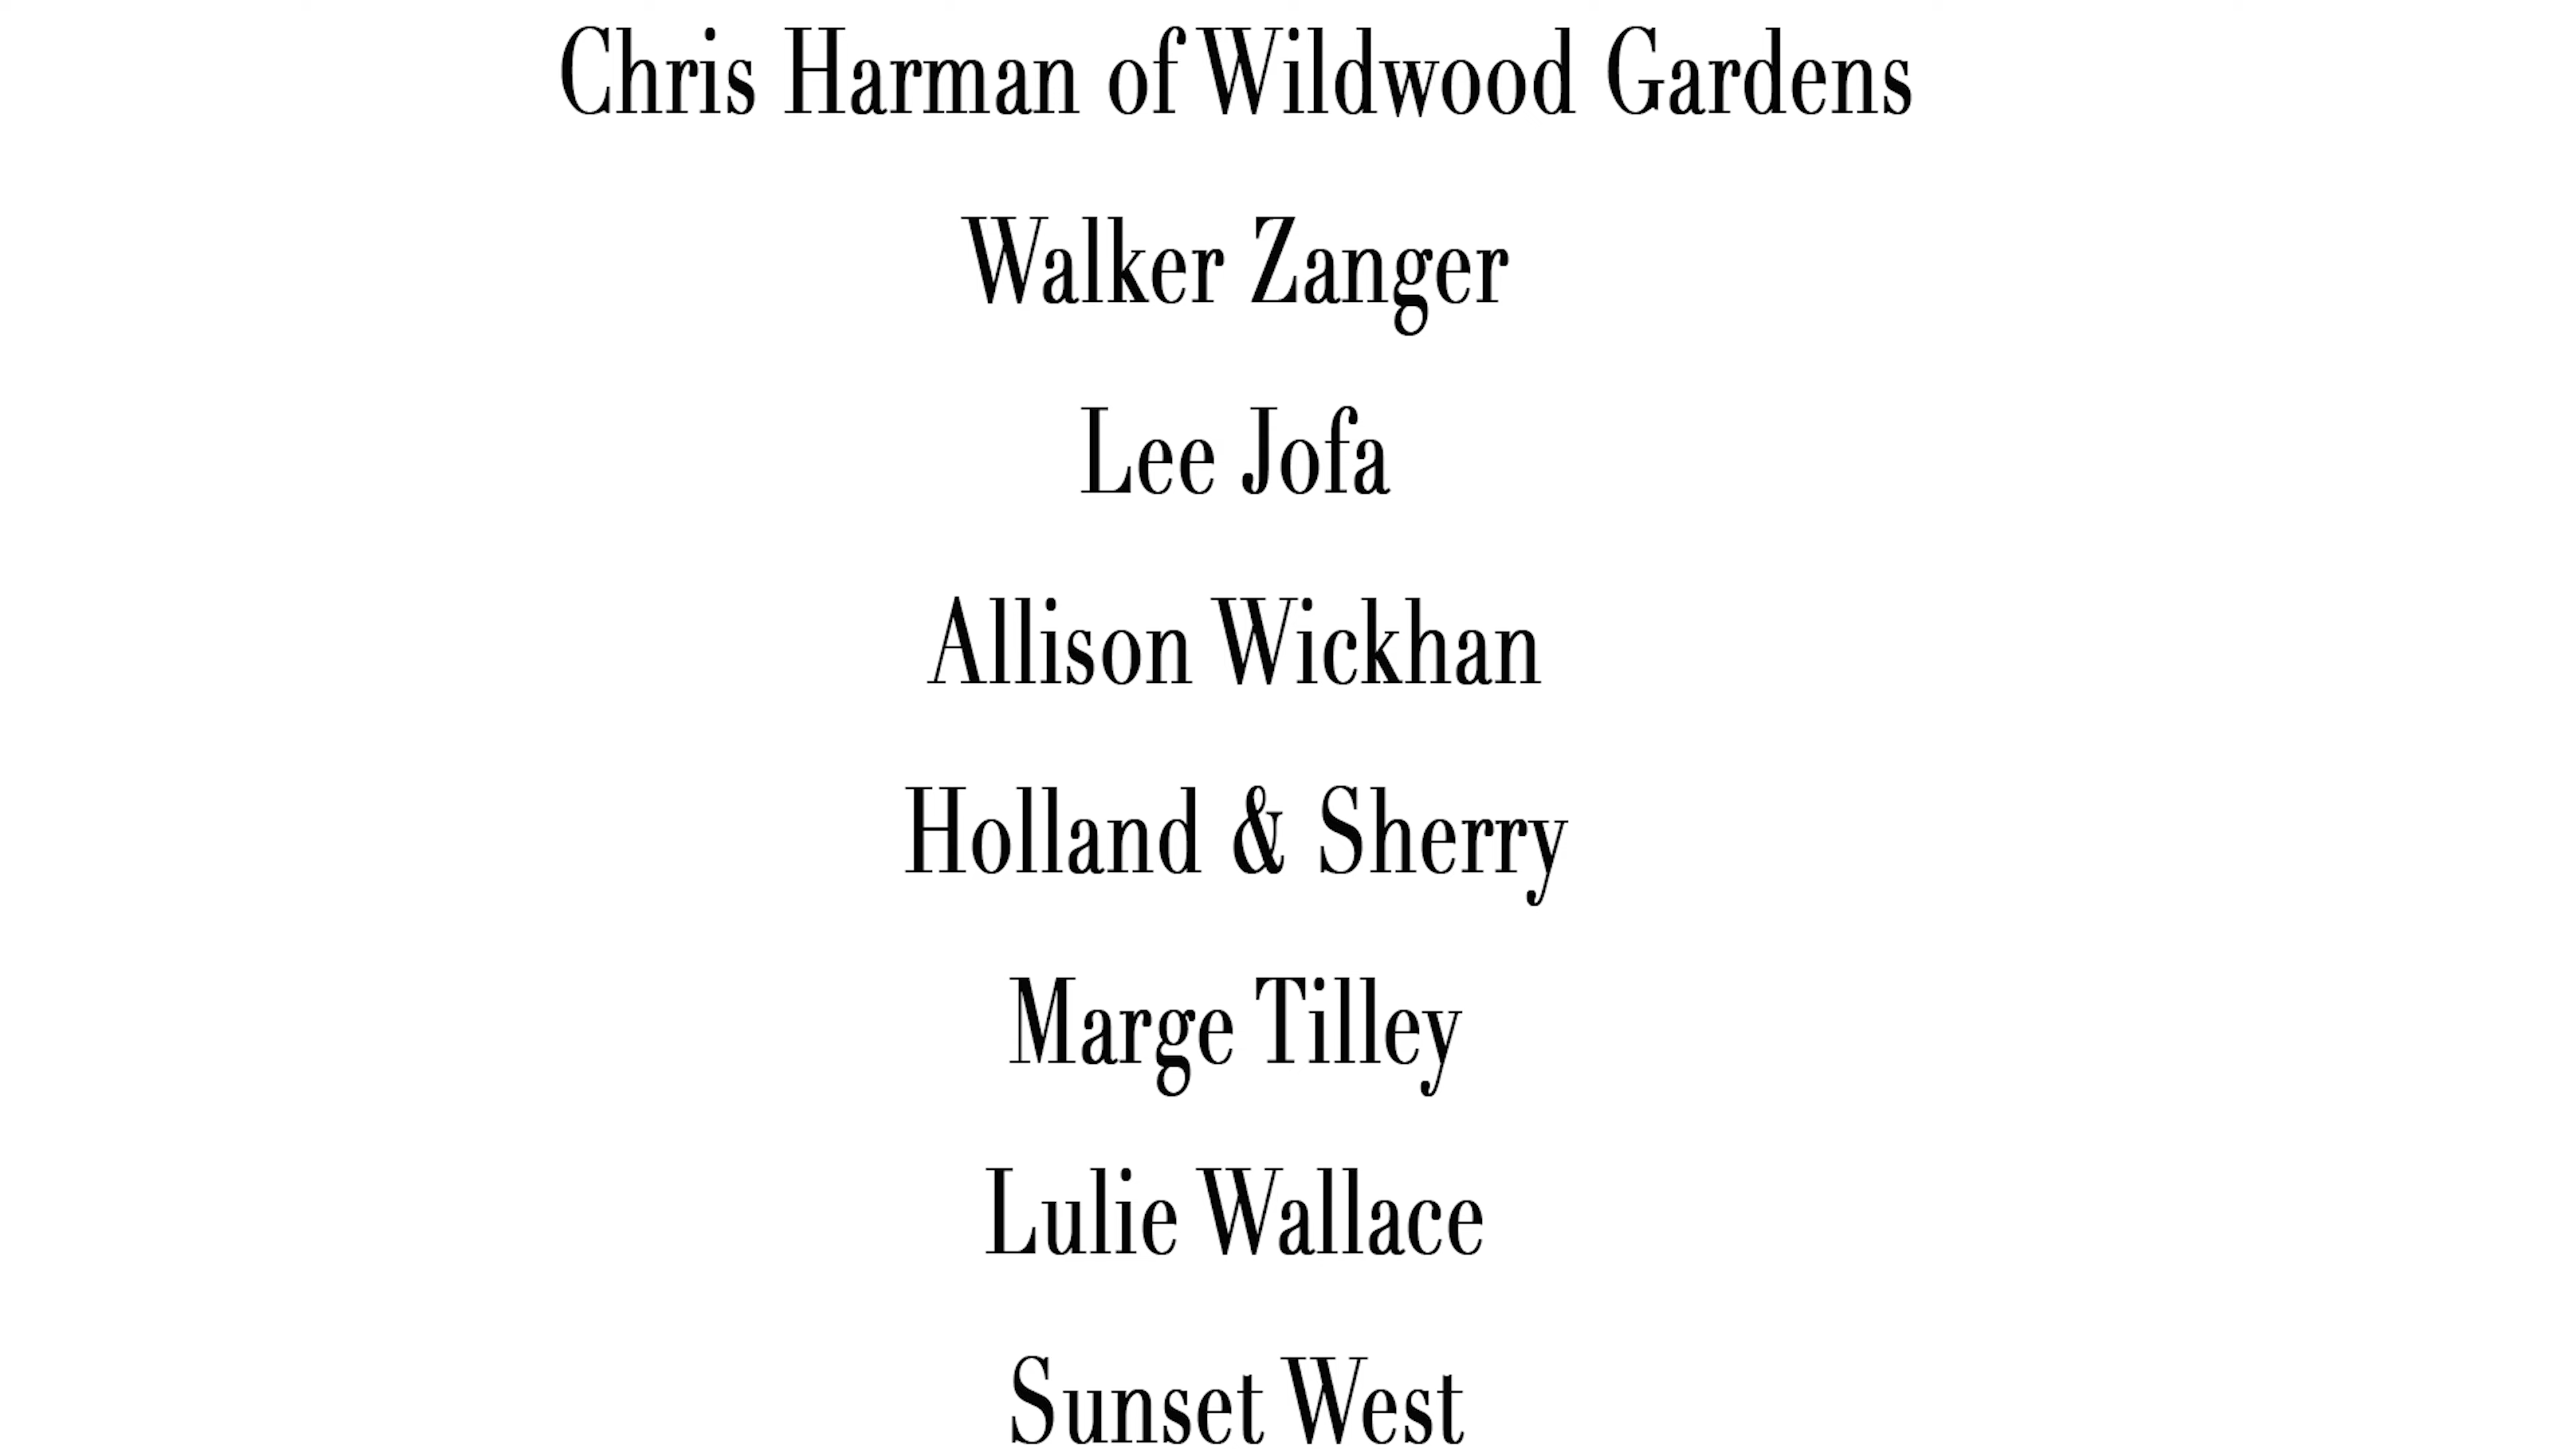 Chris Harman of Wildwood Gardens
Walker Zanger
Lee Jofa
Allison Wickhan
Holland & Sherry
Marge Tilley
Lulie Wallace
Sunset West